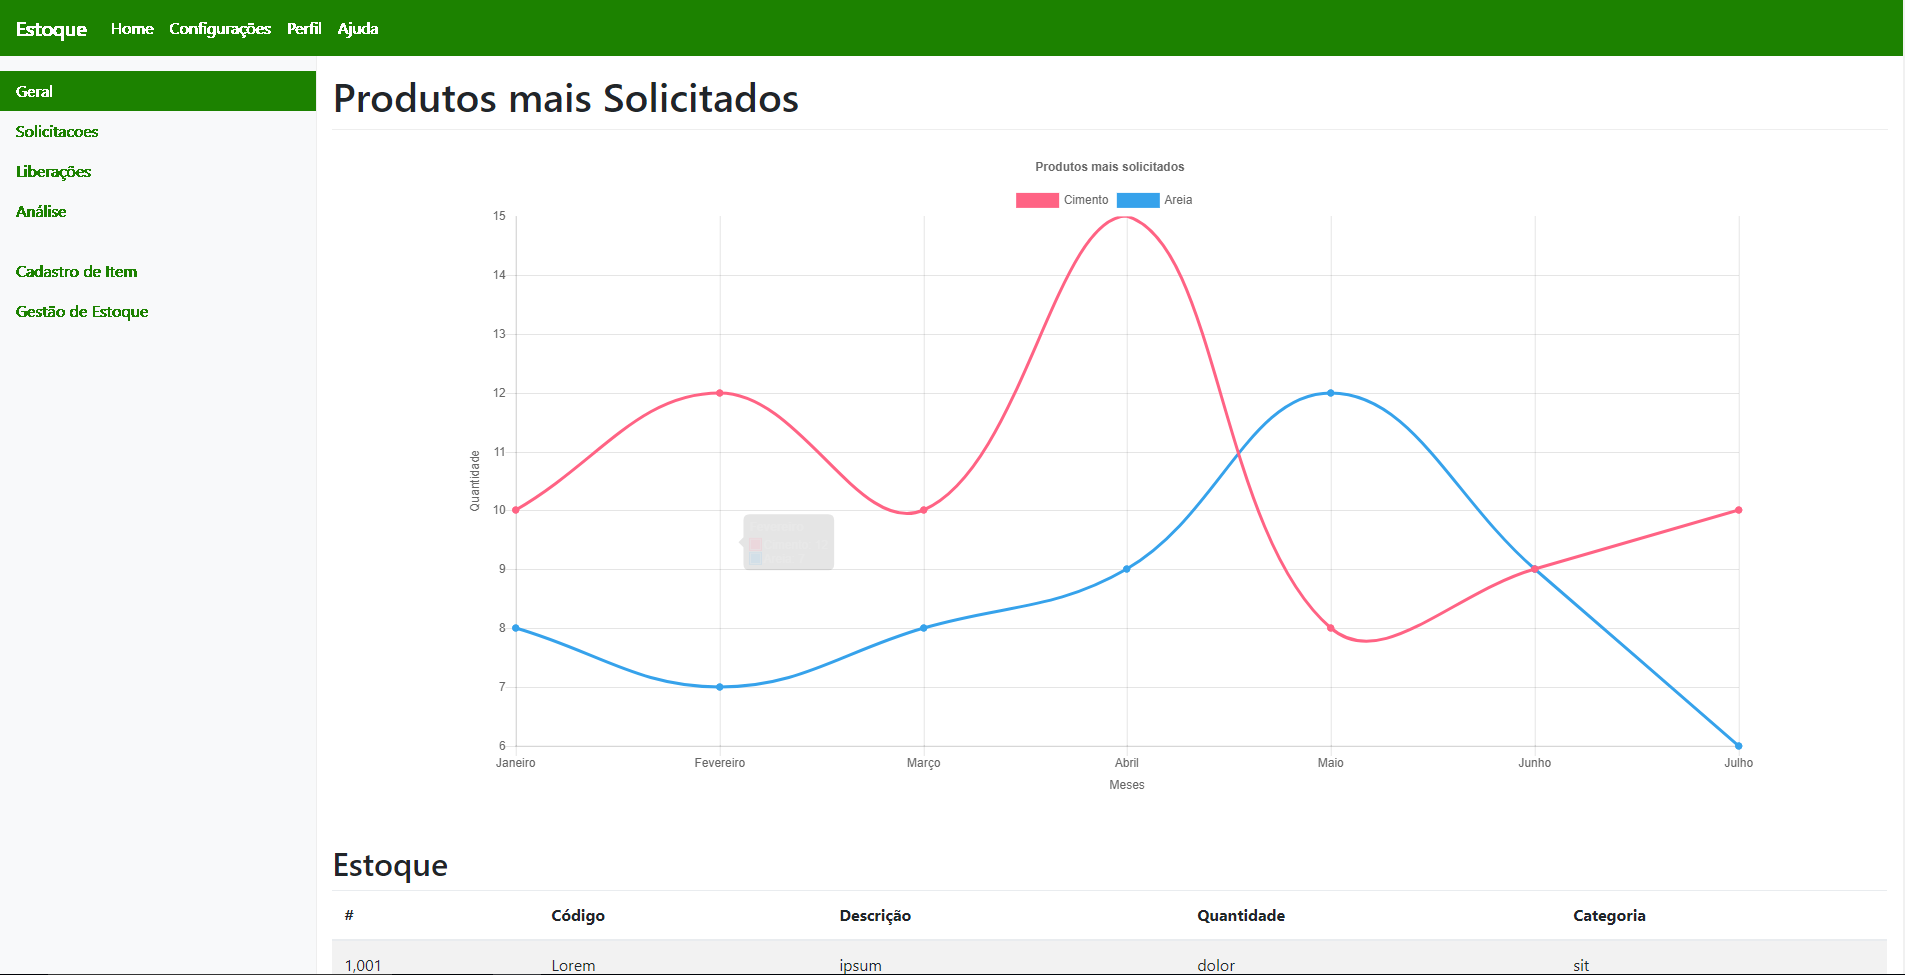 Estoque Home Configurações Perfil Ajuda
Geral
Solicitacoes
Liberações
Análise
Cadastro de Item
Gestão de Estoque
Produtos mais Solicitados
Produtos mais solicitados
Cimento Areia
15
14
13
12
11
10
9
8
7
6
Quantidade
Janeiro Fevereiro Março Abril Maio Junho Julho
Meses
Estoque
# Código Descrição Quantidade Categoria
1,001 Lorem ipsum dolor sit